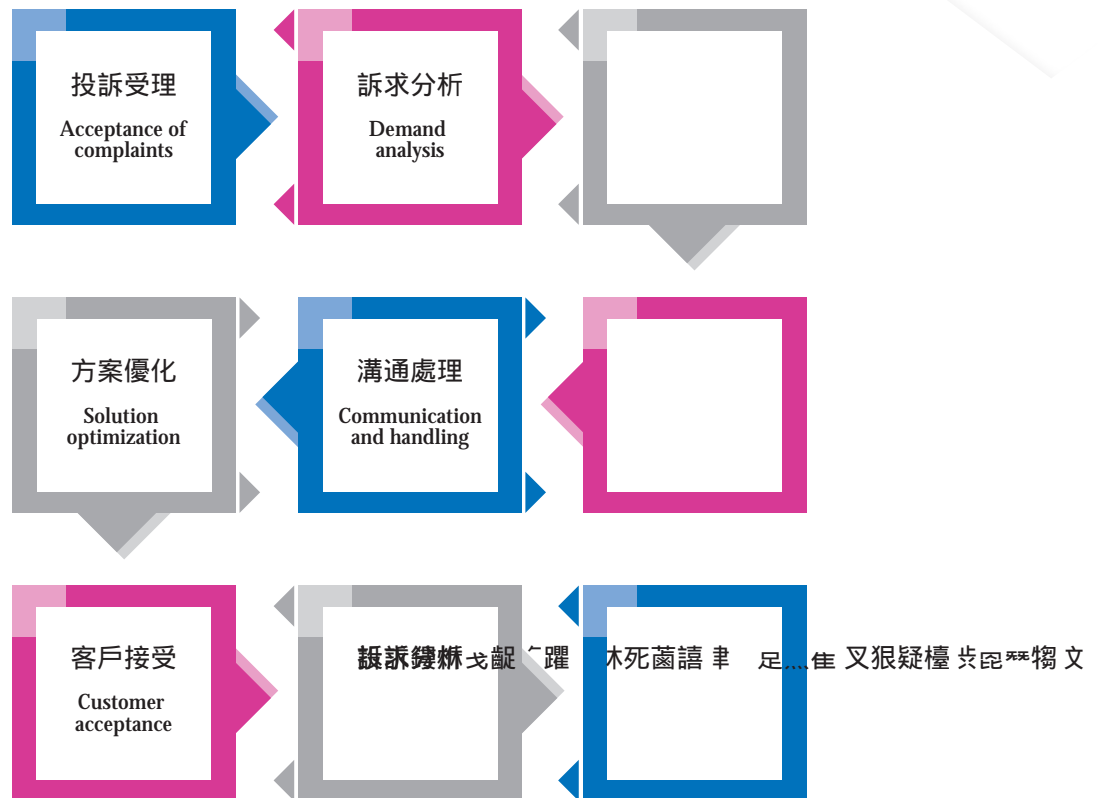 投訴受理
Acceptance of
complaints
訴求分析
Demand
analysis
方案優化
Solution
optimization
溝通處理
Communication
and handling
客戶接受
Customer
acceptance